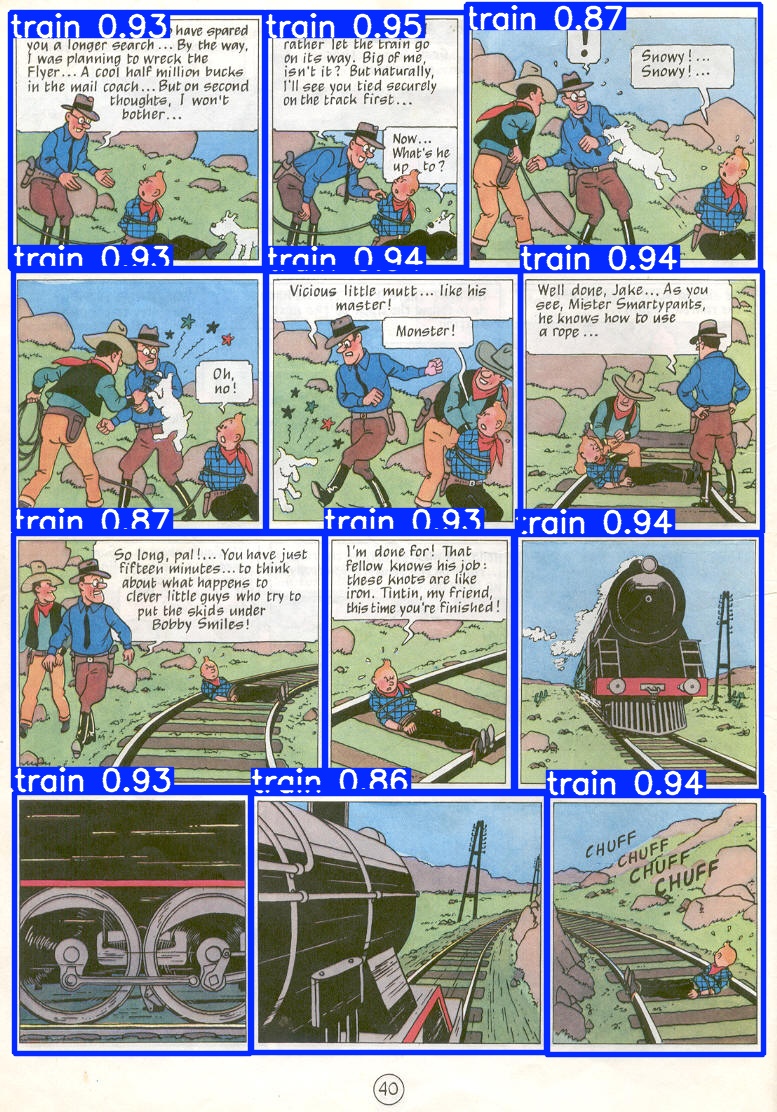 train 0.93
have spared
you a longer search... By the way,
I was planning to wreck the
Flyer... A cool half million bucks
in the mail coach... But on second
thoughts, I won't
bother...
train 0.95
rather let the train go
on its way. Big of me,
isn't it? But naturally,
I'll see you tied securely
on the track first...
Now...
What's he
up to?
train 0.87
!
Snowy!...
Snowy!...
train 0.93
Oh,
no!
train 0.94
Vicious little mutt... like his
master!
Monster!
train 0.94
Well done, Jake... As you
see, Mister Smartypants,
he knows how to use
a rope...
train 0.87
So long, pal!... You have just
fifteen minutes... to think
about what happens to
clever little guys who try to
put the skids under
Bobby Smiles!
train 0.93
I'm done for! That
fellow knows his job:
these knots are like
iron. Tintin, my friend,
this time you're finished!
train 0.94
train 0.93
train 0.86
train 0.94
CHUFF
CHUFF
CHUFF
CHUFF
40